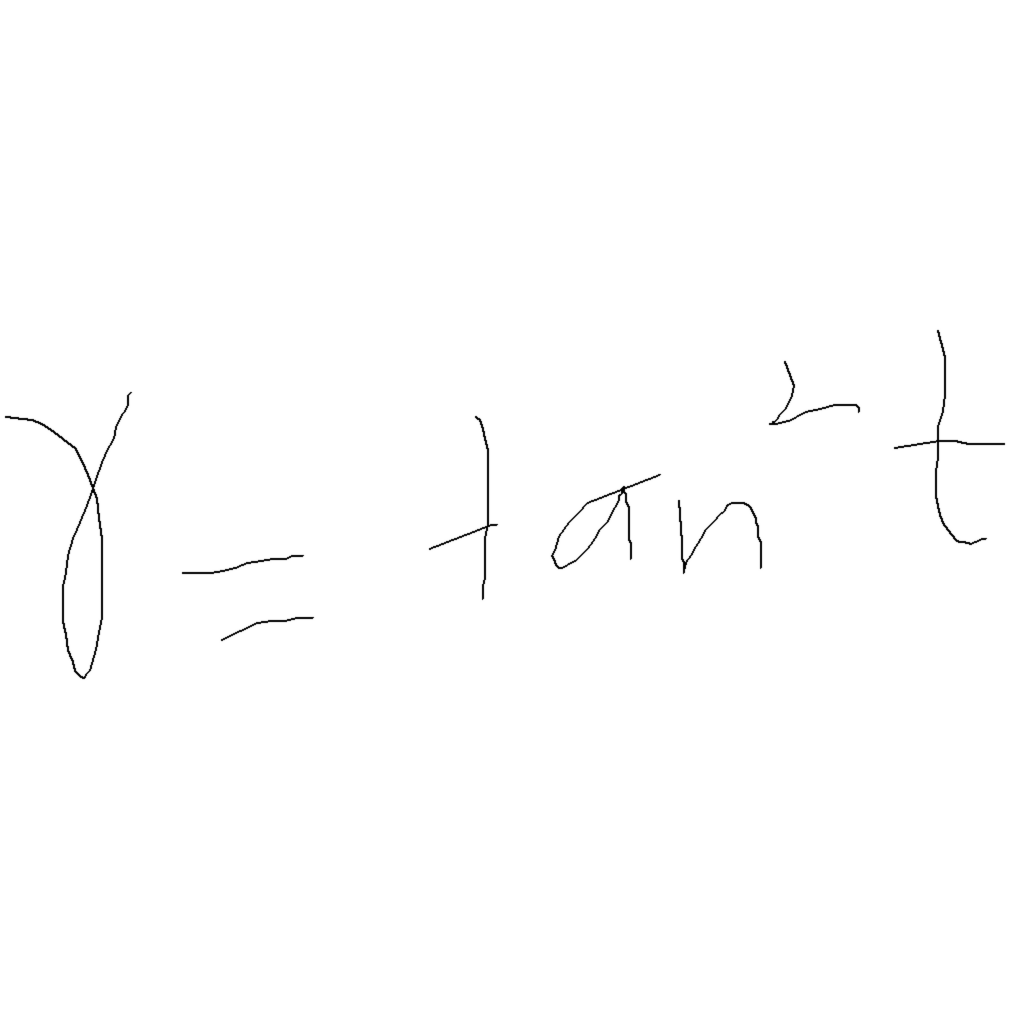 γ = tan² t